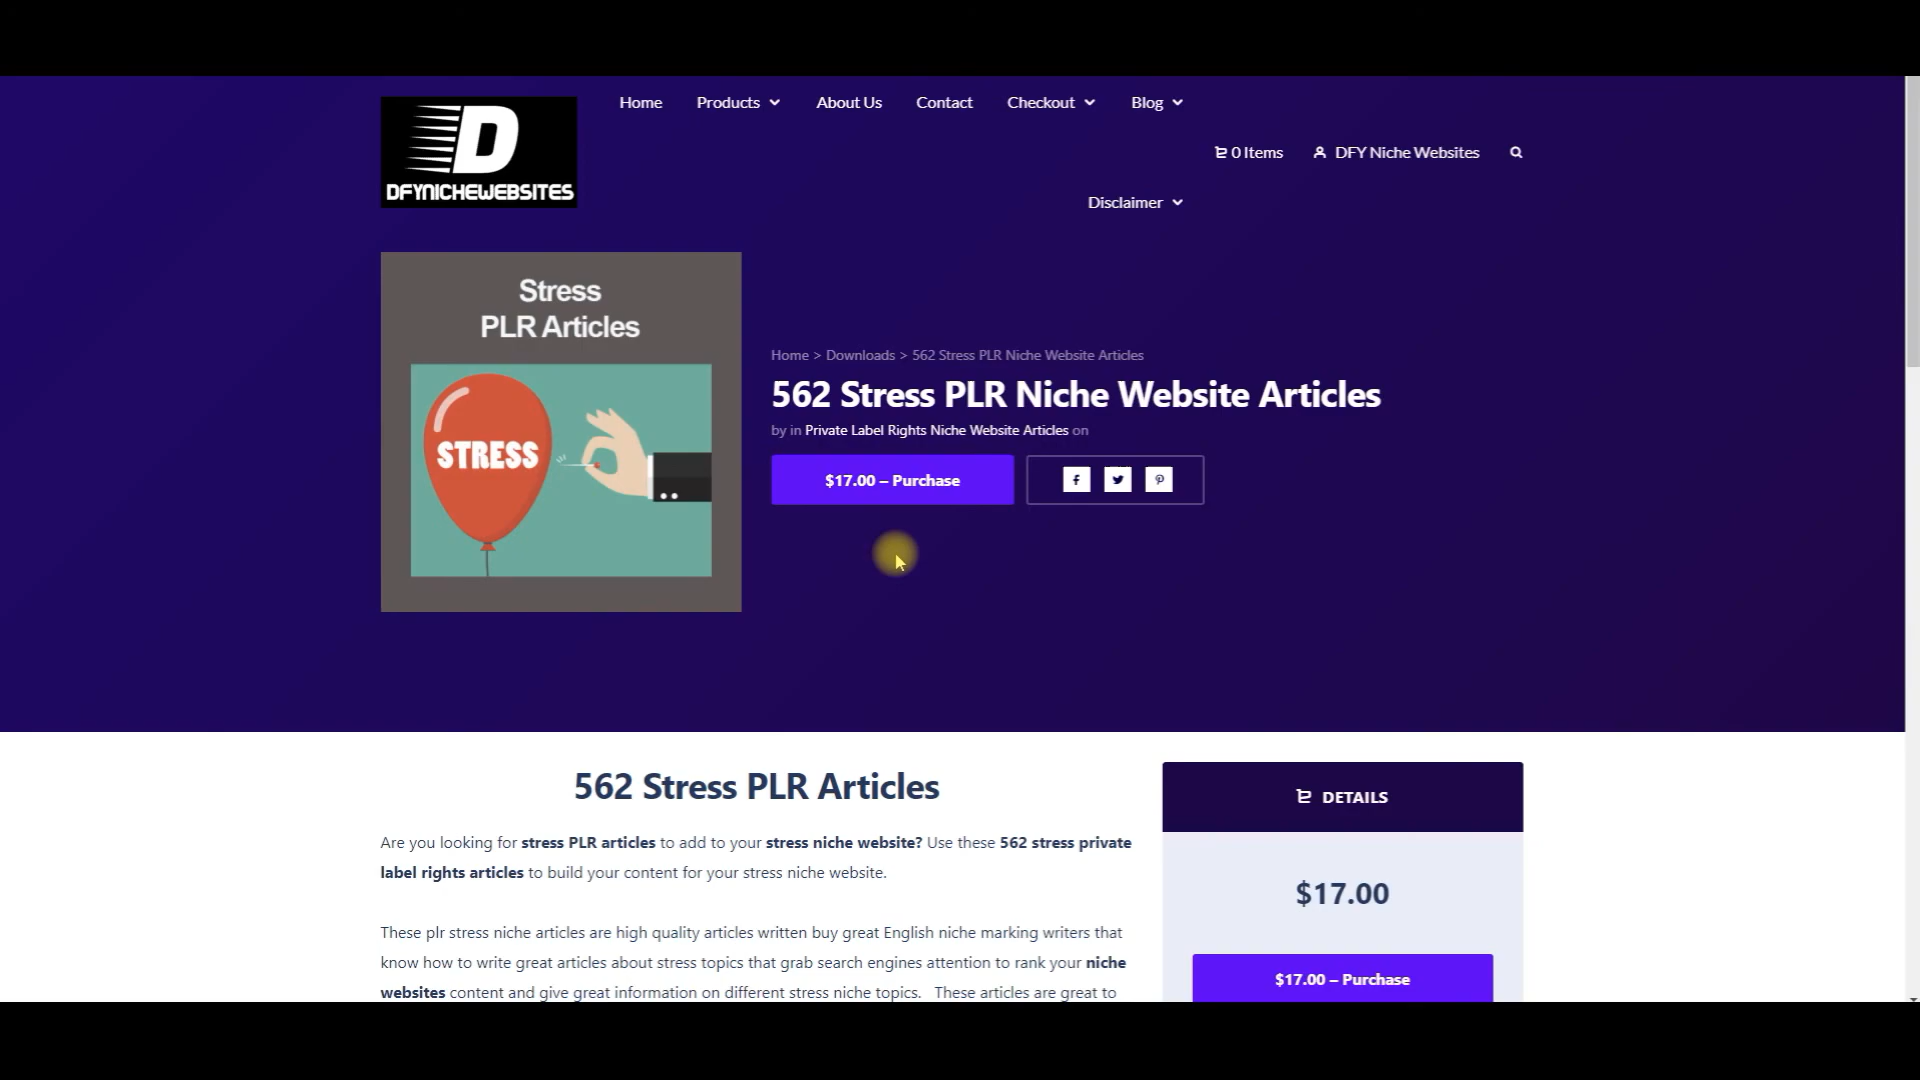 Home Products About Us Contact Checkout Blog
DFYNICHEWEBSITES
0 Items DFY Niche Websites
Disclaimer
Stress
PLR Articles
STRESS
Home > Downloads > 562 Stress PLR Niche Website Articles
562 Stress PLR Niche Website Articles
by in Private Label Rights Niche Website Articles on
$17.00 – Purchase
562 Stress PLR Articles
Are you looking for stress PLR articles to add to your stress niche website? Use these 562 stress private
label rights articles to build your content for your stress niche website.
These plr stress niche articles are high quality articles written buy great English niche marking writers that
know how to write great articles about stress topics that grab search engines attention to rank your niche
websites content and give great information on different stress niche topics. These articles are great to
DETAILS
$17.00
$17.00 – Purchase